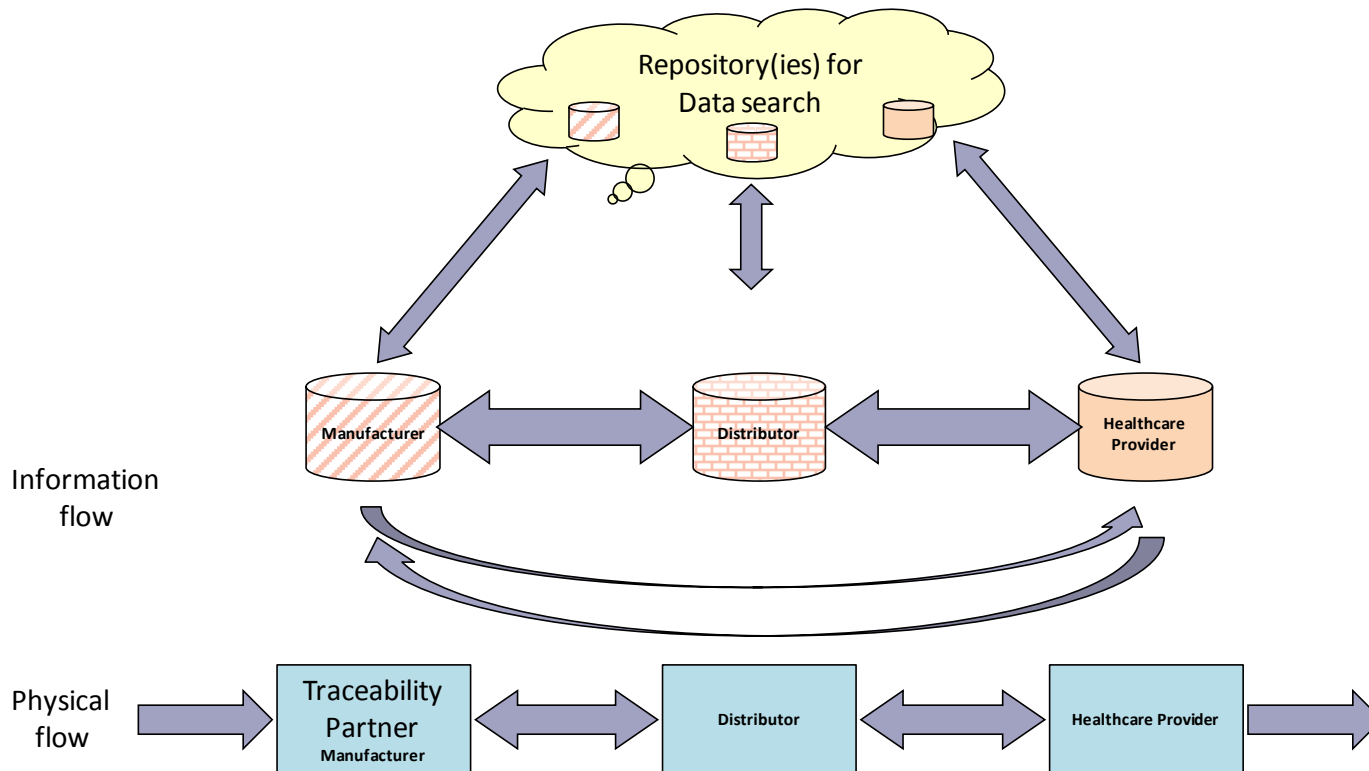 Repository(ies) for
Data search
Manufacturer
Distributor
Healthcare
Provider
Information
flow
Physical
flow
Traceability
Partner
Manufacturer
Distributor
Healthcare Provider